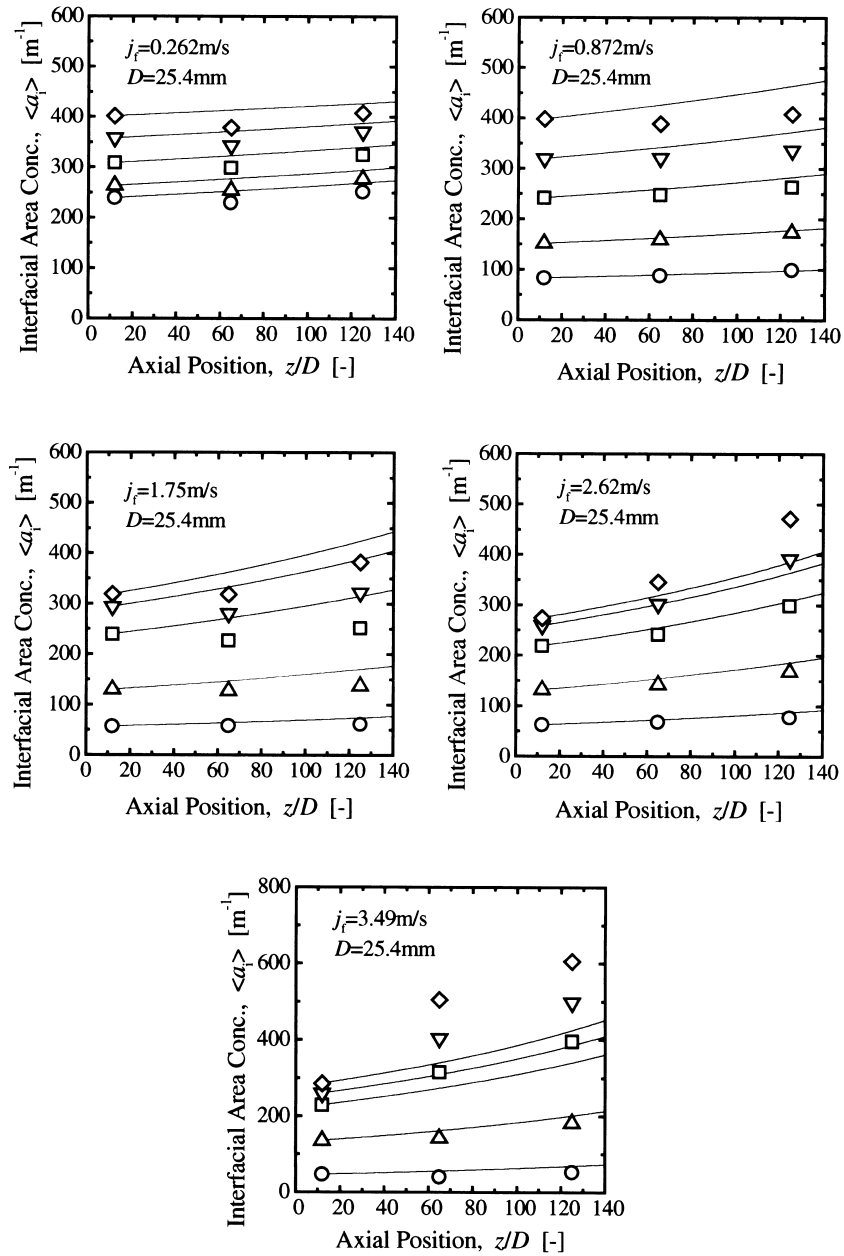 600
500
400
300
200
100
0
Interfacial Area Conc., <aᵢ> [m⁻¹]
j_f=0.262m/s
D=25.4mm
0 20 40 60 80 100 120 140
Axial Position, z/D [-]
600
500
400
300
200
100
0
Interfacial Area Conc., <aᵢ> [m⁻¹]
j_f=0.872m/s
D=25.4mm
0 20 40 60 80 100 120 140
Axial Position, z/D [-]
600
500
400
300
200
100
0
Interfacial Area Conc., <aᵢ> [m⁻¹]
j_f=1.75m/s
D=25.4mm
0 20 40 60 80 100 120 140
Axial Position, z/D [-]
600
500
400
300
200
100
0
Interfacial Area Conc., <aᵢ> [m⁻¹]
j_f=2.62m/s
D=25.4mm
0 20 40 60 80 100 120 140
Axial Position, z/D [-]
800
600
400
200
0
Interfacial Area Conc., <aᵢ> [m⁻¹]
j_f=3.49m/s
D=25.4mm
0 20 40 60 80 100 120 140
Axial Position, z/D [-]